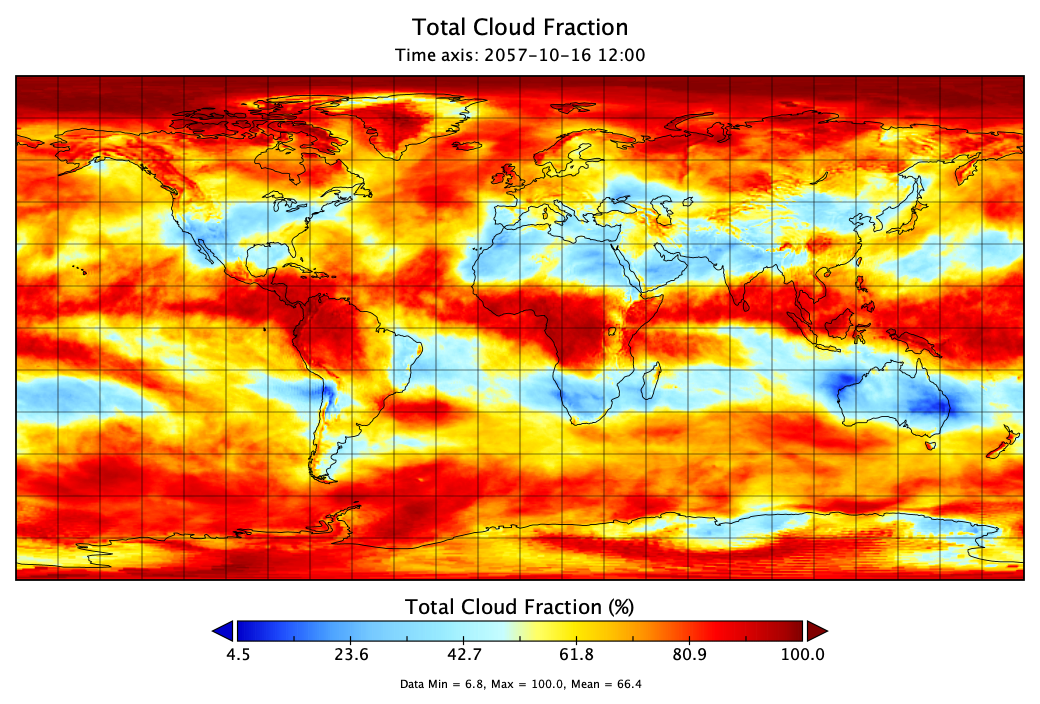 Total Cloud Fraction
Time axis: 2057-10-16 12:00
Total Cloud Fraction (%)
4.5 23.6 42.7 61.8 80.9 100.0
Data Min = 6.8, Max = 100.0, Mean = 66.4